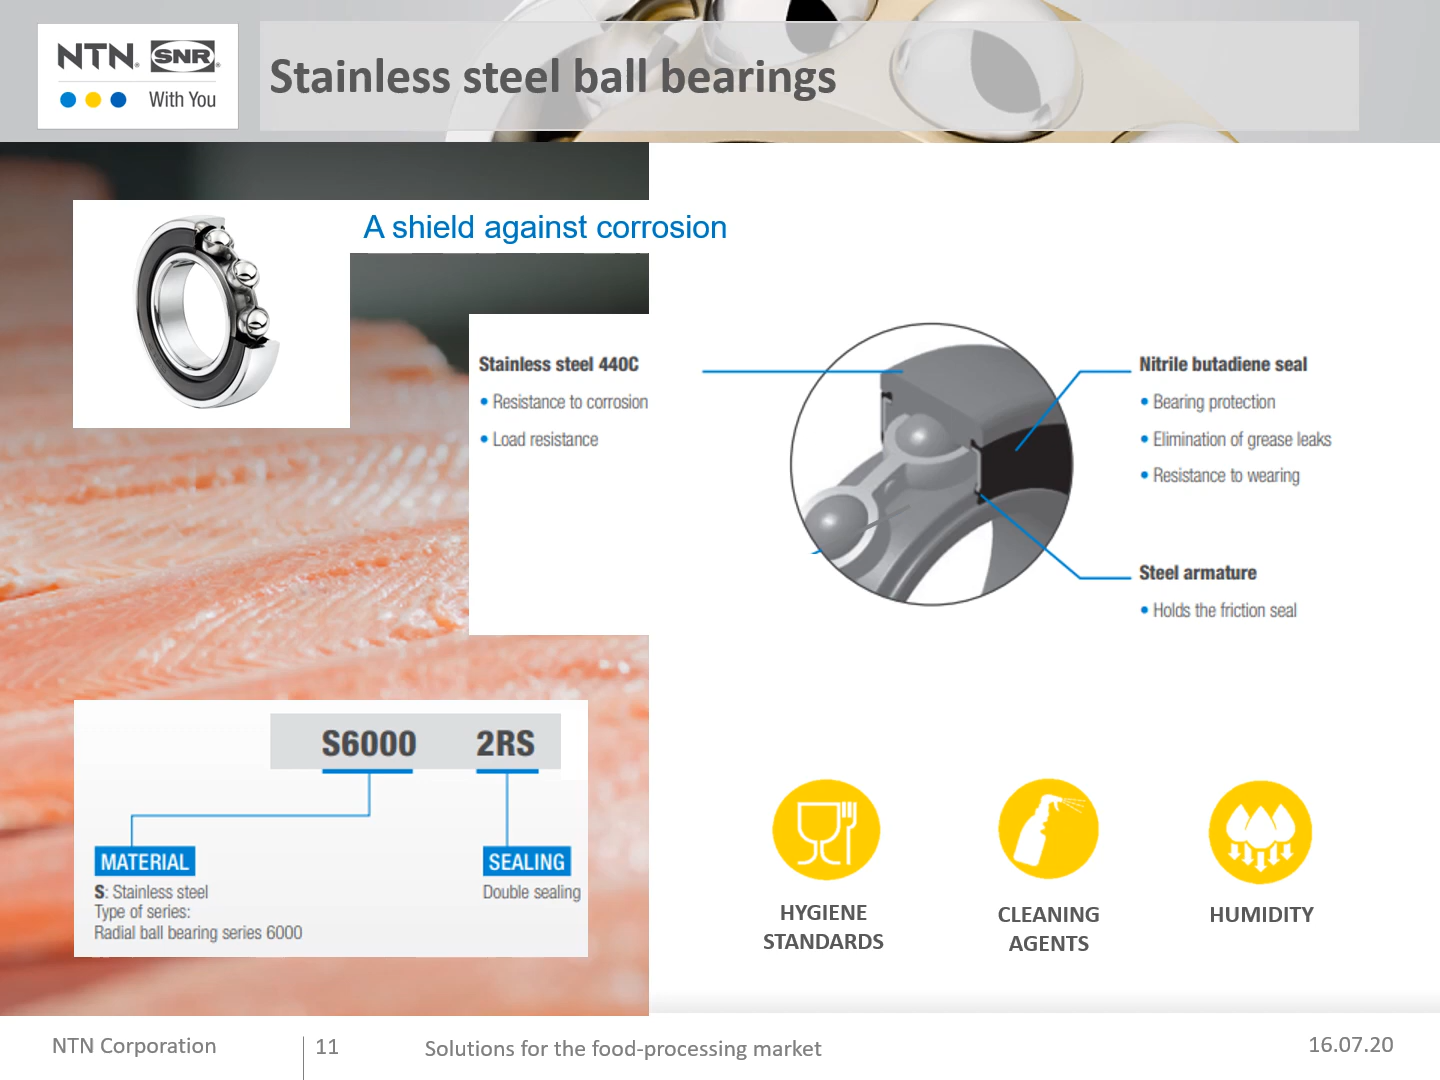 NTN® SNR®
With You
Stainless steel ball bearings
A shield against corrosion
Stainless steel 440C
• Resistance to corrosion
• Load resistance
Nitrile butadiene seal
• Bearing protection
• Elimination of grease leaks
• Resistance to wearing
Steel armature
• Holds the friction seal
S6000 2RS
MATERIAL
S: Stainless steel
Type of series:
Radial ball bearing series 6000
SEALING
Double sealing
HYGIENE
STANDARDS
CLEANING
AGENTS
HUMIDITY
NTN Corporation
11
Solutions for the food-processing market
16.07.20